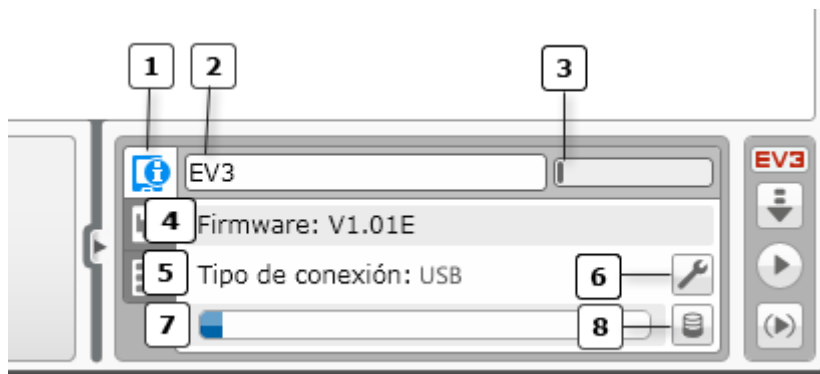 1 2 3
EV3
EV3
4 Firmware: V1.01E
5 Tipo de conexión: USB 6
7 8